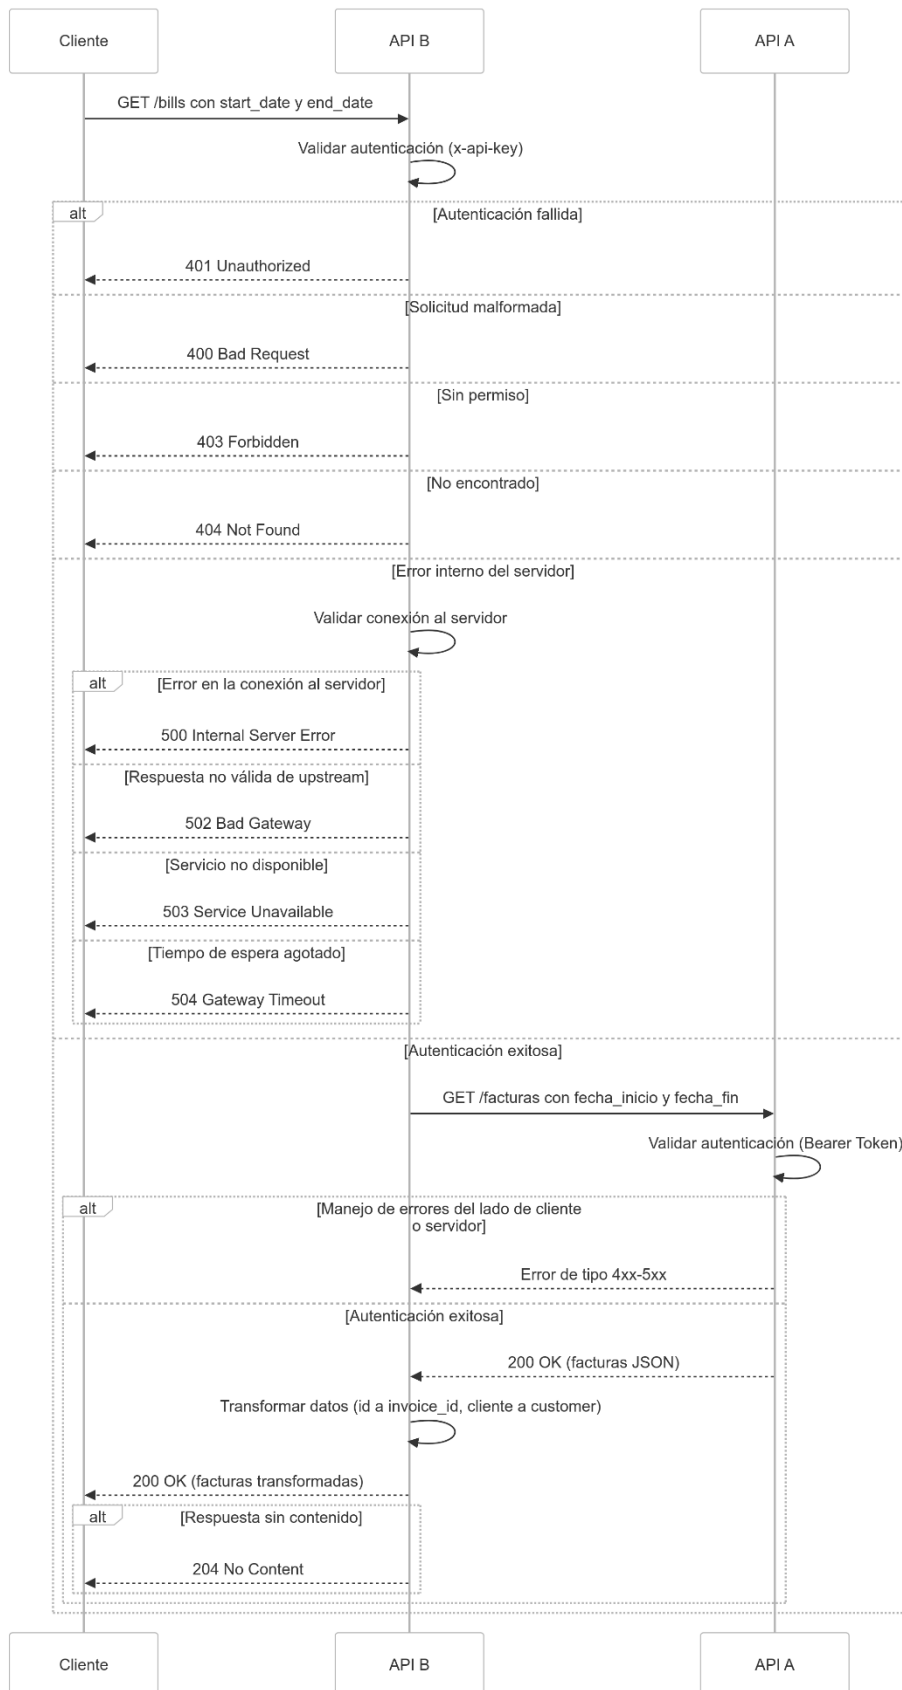 Cliente
API B
API A
GET /bills con start_date y end_date
Validar autenticación (x-api-key)
alt
[Autenticación fallida]
401 Unauthorized
[Solicitud malformada]
400 Bad Request
[Sin permiso]
403 Forbidden
[No encontrado]
404 Not Found
[Error interno del servidor]
Validar conexión al servidor
alt
[Error en la conexión al servidor]
500 Internal Server Error
[Respuesta no válida de upstream]
502 Bad Gateway
[Servicio no disponible]
503 Service Unavailable
[Tiempo de espera agotado]
504 Gateway Timeout
[Autenticación exitosa]
GET /facturas con fecha_inicio y fecha_fin
Validar autenticación (Bearer Token)
alt
[Manejo de errores del lado de cliente
o servidor]
Error de tipo 4xx-5xx
[Autenticación exitosa]
200 OK (facturas JSON)
Transformar datos (id a invoice_id, cliente a customer)
200 OK (facturas transformadas)
alt
[Respuesta sin contenido]
204 No Content
Cliente
API B
API A